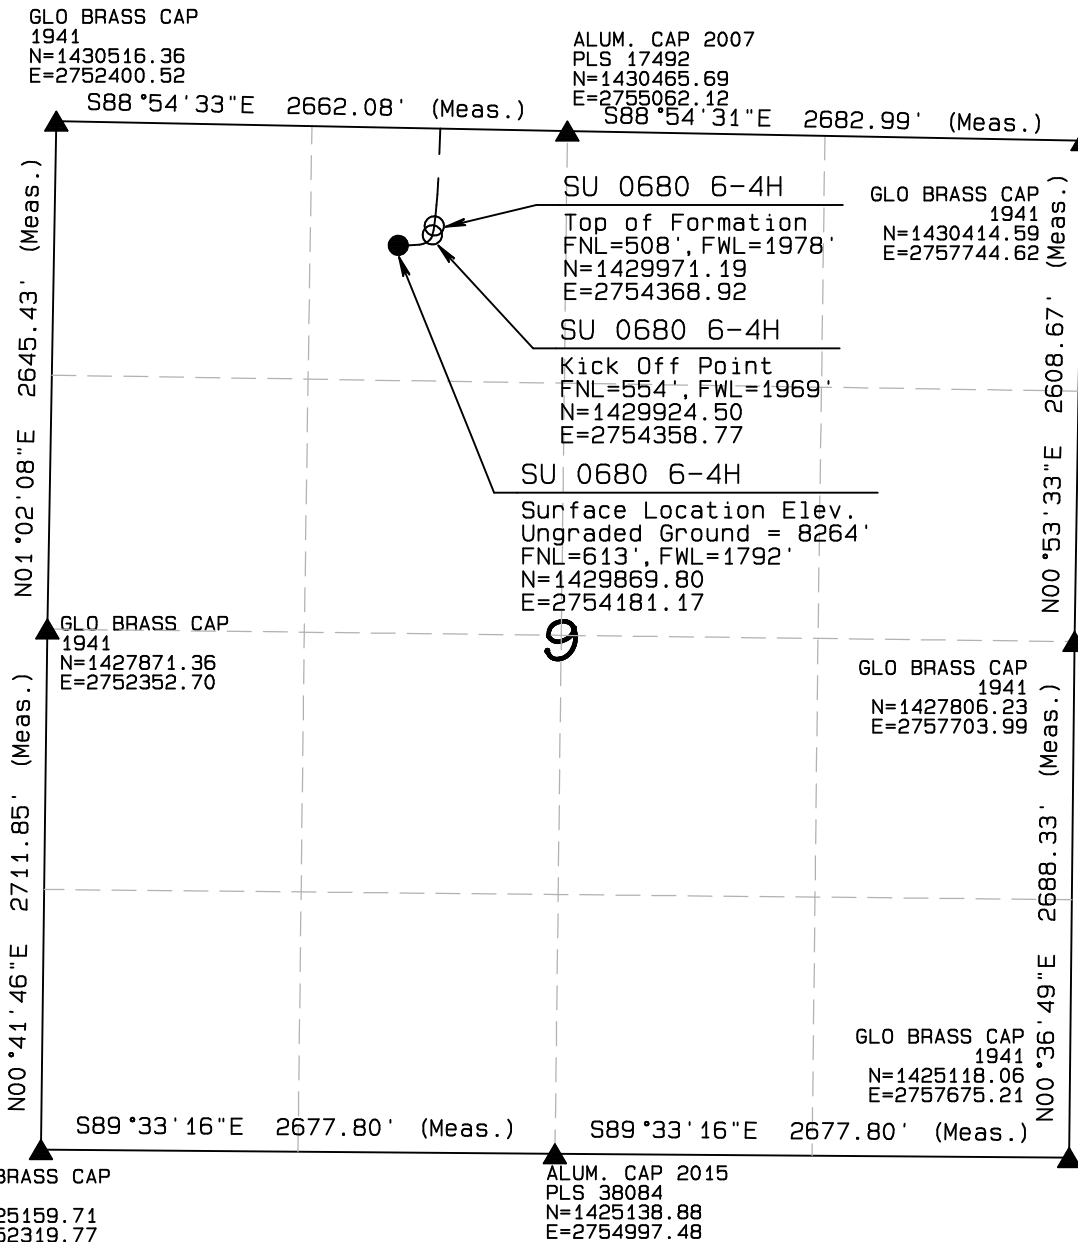 GLO BRASS CAP
1941
N=1430516.36
E=2752400.52
ALUM. CAP 2007
PLS 17492
N=1430465.69
E=2755062.12
S88°54'33"E 2662.08' (Meas.)
S88°54'31"E 2682.99' (Meas.)
GLO BRASS CAP
1941
N=1430414.59
E=2757744.62
SU 0680 6-4H
Top of Formation
FNL=508', FWL=1978'
N=1429971.19
E=2754368.92
SU 0680 6-4H
Kick Off Point
FNL=554', FWL=1969'
N=1429924.50
E=2754358.77
SU 0680 6-4H
Surface Location Elev.
Ungraded Ground = 8264'
FNL=613', FWL=1792'
N=1429869.80
E=2754181.17
N01°02'08"E 2645.43' (Meas.)
N00°53'33"E 2608.67' (Meas.)
GLO BRASS CAP
1941
N=1427871.36
E=2752352.70
9
GLO BRASS CAP
1941
N=1427806.23
E=2757703.99
N00°41'46"E 2711.85' (Meas.)
N00°36'49"E 2688.33' (Meas.)
GLO BRASS CAP
1941
N=1425118.06
E=2757675.21
S89°33'16"E 2677.80' (Meas.)
S89°33'16"E 2677.80' (Meas.)
BRASS CAP
25159.71
52319.77
ALUM. CAP 2015
PLS 38084
N=1425138.88
E=2754997.48